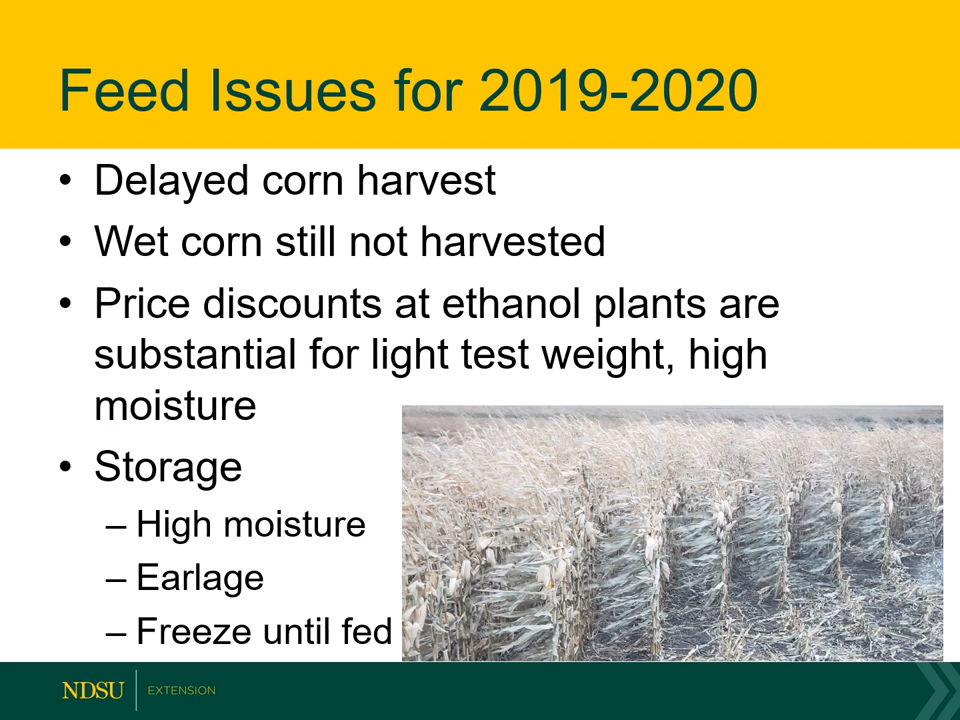 Feed Issues for 2019-2020
• Delayed corn harvest
• Wet corn still not harvested
• Price discounts at ethanol plants are
substantial for light test weight, high
moisture
• Storage
– High moisture
– Earlage
– Freeze until fed
NDSU EXTENSION